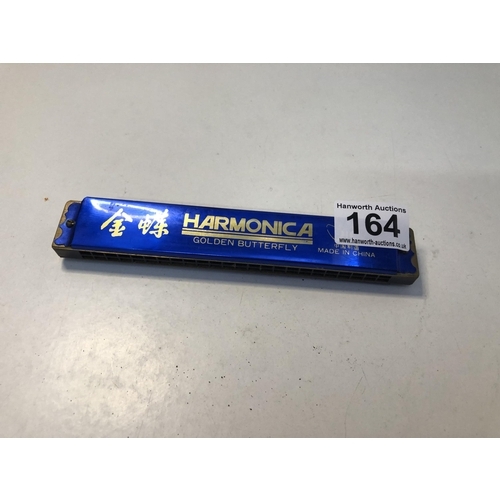 金蝶
HARMONICA
GOLDEN BUTTERFLY
MADE IN CHINA
Hanworth Auctions
164
www.hanworth-auctions.co.uk